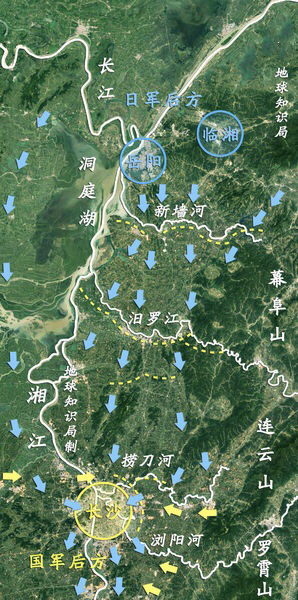 长江
地球知识局
日军后方
临湘
岳阳
洞庭湖
新墙河
幕阜山
汨罗江
地球知识局制
湘江
连云山
捞刀河
长沙
浏阳河
罗霄山
国军后方